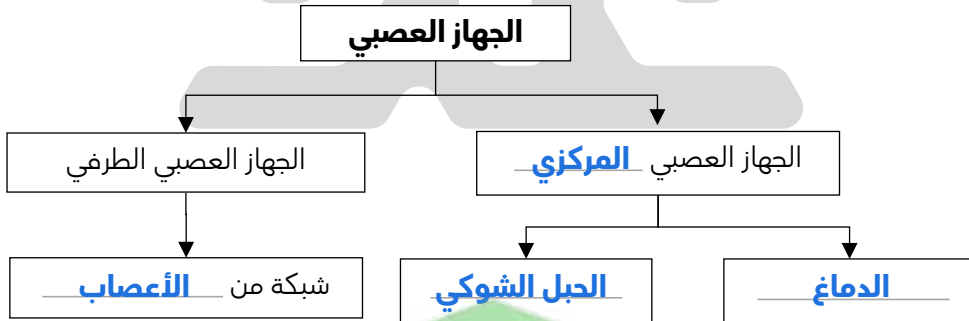 الجهاز العصبي
الجهاز العصبي المركزي
الجهاز العصبي الطرفي
الدماغ
الحبل الشوكي
شبكة من الأعصاب